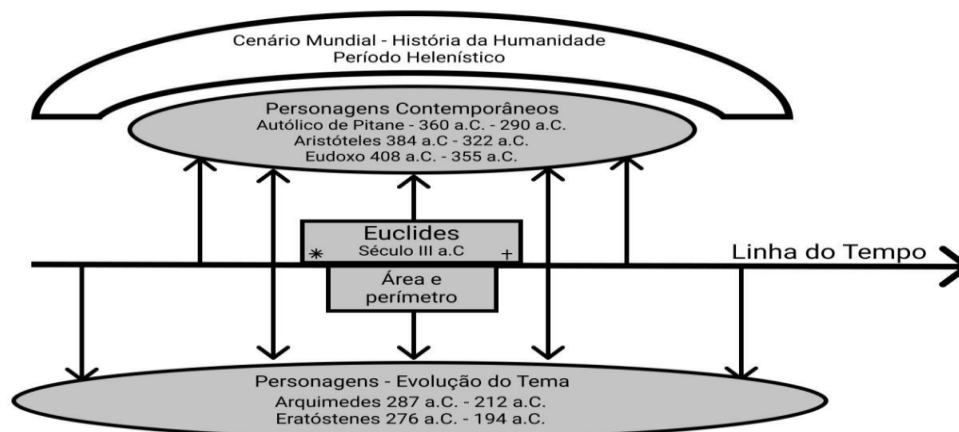 Cenário Mundial - História da Humanidade
Período Helenístico
Personagens Contemporâneos
Autólico de Pitane - 360 a.C. - 290 a.C.
Aristóteles 384 a.C - 322 a.C.
Eudoxo 408 a.C. - 355 a.C.
Euclides
* Século III a.C +
Linha do Tempo
Área e
perímetro
Personagens - Evolução do Tema
Arquimedes 287 a.C. - 212 a.C.
Eratóstenes 276 a.C. - 194 a.C.